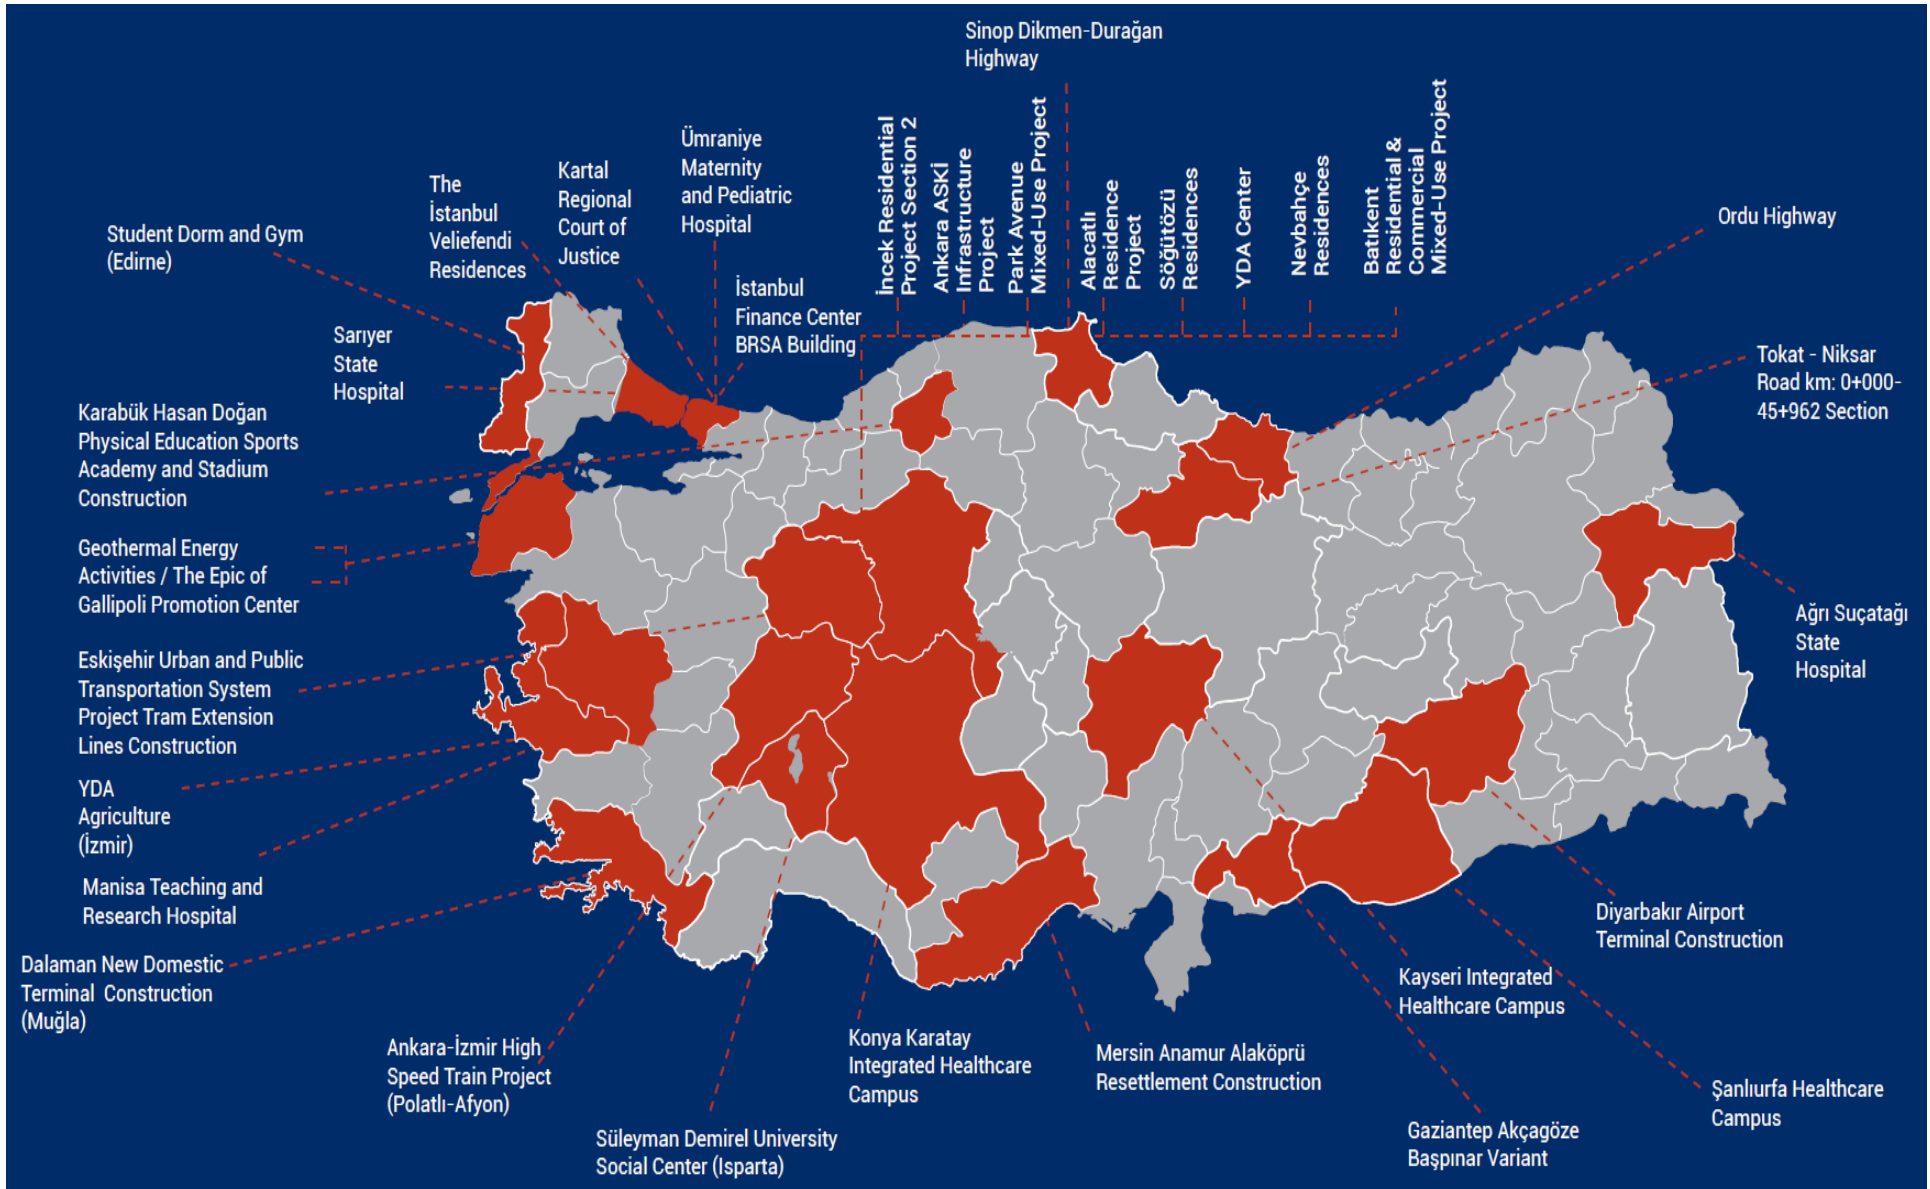 Sinop Dikmen-Durağan
Highway
İncek Residential
Project Section 2
Ankara ASKİ
Infrastructure
Project
Park Avenue
Mixed-Use Project
Alacatlı
Residence
Project
Söğütözü
Residences
YDA Center
Nevbahçe
Residences
Batıkent
Residential &
Commercial
Mixed-Use Project
Ümraniye
Maternity
and Pediatric
Hospital
Kartal
Regional
Court of
Justice
The
İstanbul
Veliefendi
Residences
Student Dorm and Gym
(Edirne)
Ordu Highway
İstanbul
Finance Center
BRSA Building
Sarıyer
State
Hospital
Tokat - Niksar
Road km: 0+000-
45+962 Section
Karabük Hasan Doğan
Physical Education Sports
Academy and Stadium
Construction
Geothermal Energy
Activities / The Epic of
Gallipoli Promotion Center
Ağrı Suçatağı
State
Hospital
Eskişehir Urban and Public
Transportation System
Project Tram Extension
Lines Construction
YDA
Agriculture
(İzmir)
Manisa Teaching and
Research Hospital
Dalaman New Domestic
Terminal Construction
(Muğla)
Diyarbakır Airport
Terminal Construction
Kayseri Integrated
Healthcare Campus
Ankara-İzmir High
Speed Train Project
(Polatlı-Afyon)
Konya Karatay
Integrated Healthcare
Campus
Mersin Anamur Alaköprü
Resettlement Construction
Şanlıurfa Healthcare
Campus
Süleyman Demirel University
Social Center (Isparta)
Gaziantep Akçagöze
Başpınar Variant